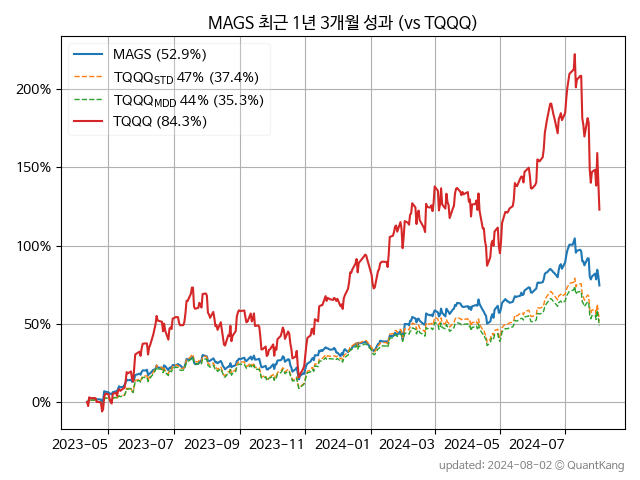 MAGS 최근 1년 3개월 성과 (vs TQQQ)
MAGS (52.9%)
TQQQSTD 47% (37.4%)
TQQQMDD 44% (35.3%)
TQQQ (84.3%)
200%
150%
100%
50%
0%
2023-05 2023-07 2023-09 2023-11 2024-01 2024-03 2024-05 2024-07
updated: 2024-08-02 © QuantKang